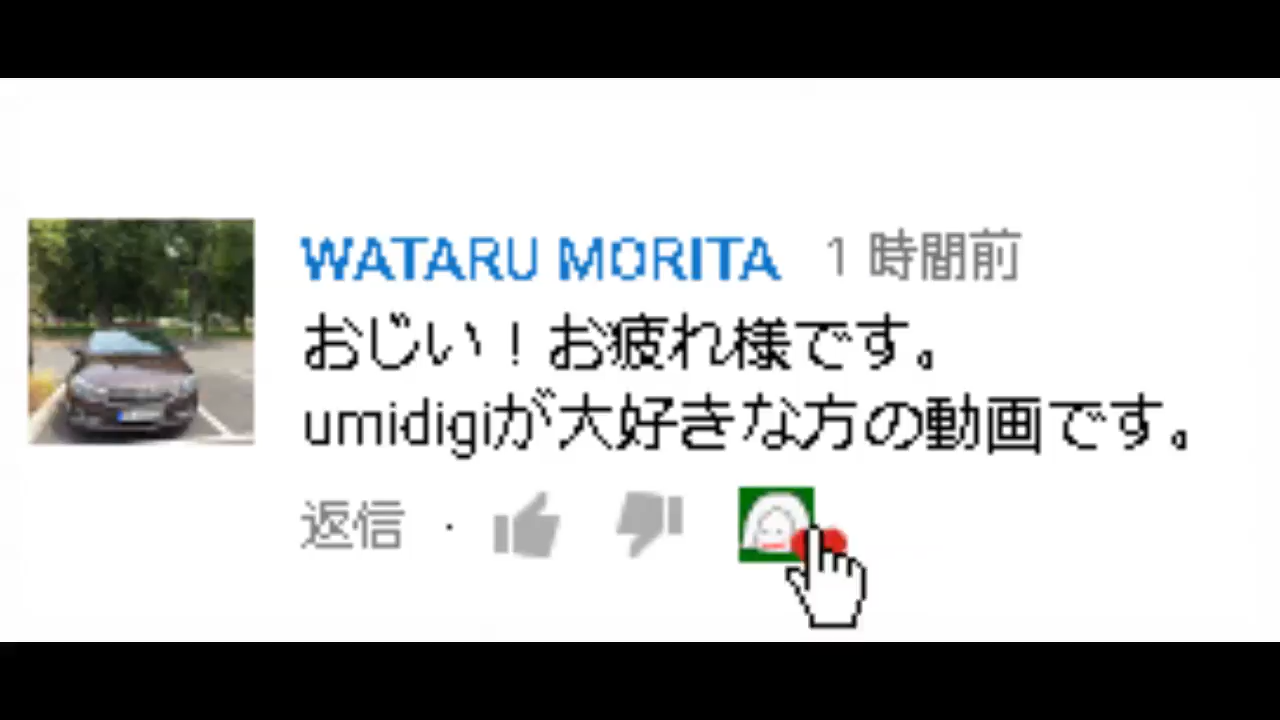 WATARU MORITA 1 時間前
おじい！お疲れ様です。
umidigiが大好きな方の動画です。
返信 ·